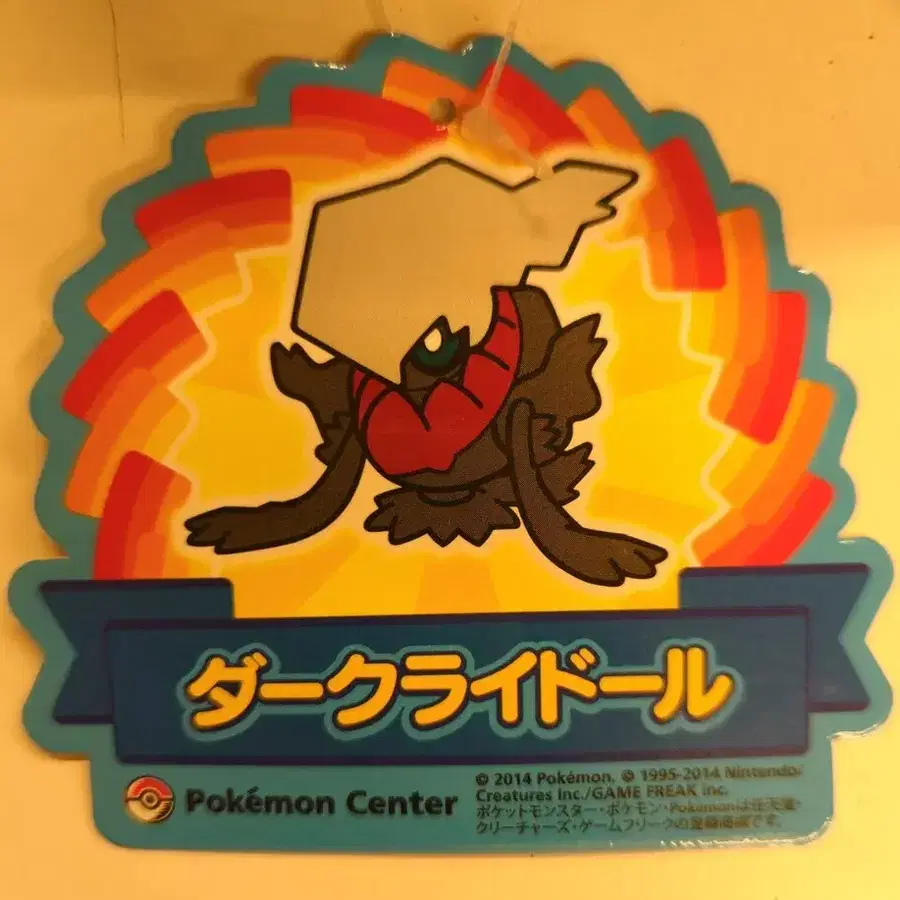 ダークライドール
Pokémon Center
© 2014 Pokémon. © 1995-2014 Nintendo/
Creatures Inc./GAME FREAK inc.
ポケットモンスター・ポケモン・Pokémonは任天堂・
クリーチャーズ・ゲームフリークの登録商標です。